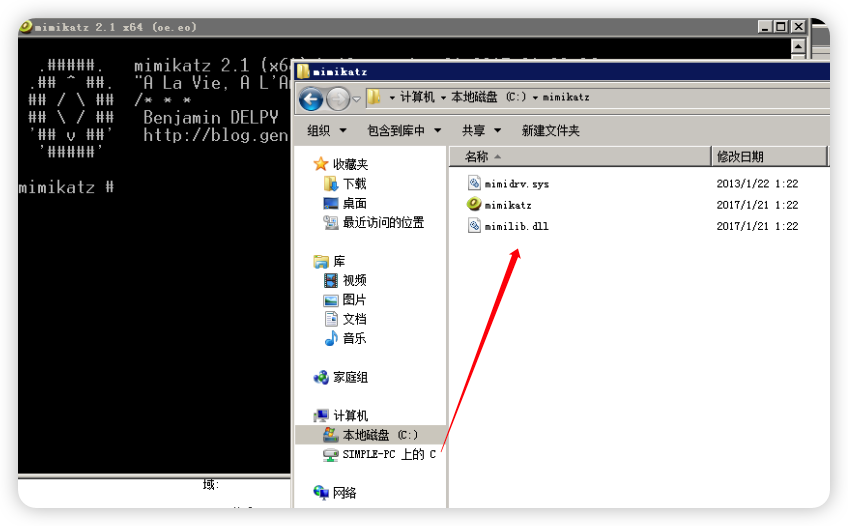 mimikatz 2.1 x64 (oe.eo)
.#####.   mimikatz 2.1 (x6
.## ^ ##.  "A La Vie, A L'A
## / \ ##  /* * *
## \ / ##   Benjamin DELPY
'## v ##'   http://blog.gen
'#####'
mimikatz #
域:
mimikatz
计算机 本地磁盘 (C:) mimikatz
组织 包含到库中 共享 新建文件夹
名称 修改日期
收藏夹
下载
桌面
最近访问的位置
库
视频
图片
文档
音乐
家庭组
计算机
本地磁盘 (C:)
SIMPLE-PC 上的 C
网络
mimidrv.sys 2013/1/22 1:22
mimikatz 2017/1/21 1:22
mimilib.dll 2017/1/21 1:22